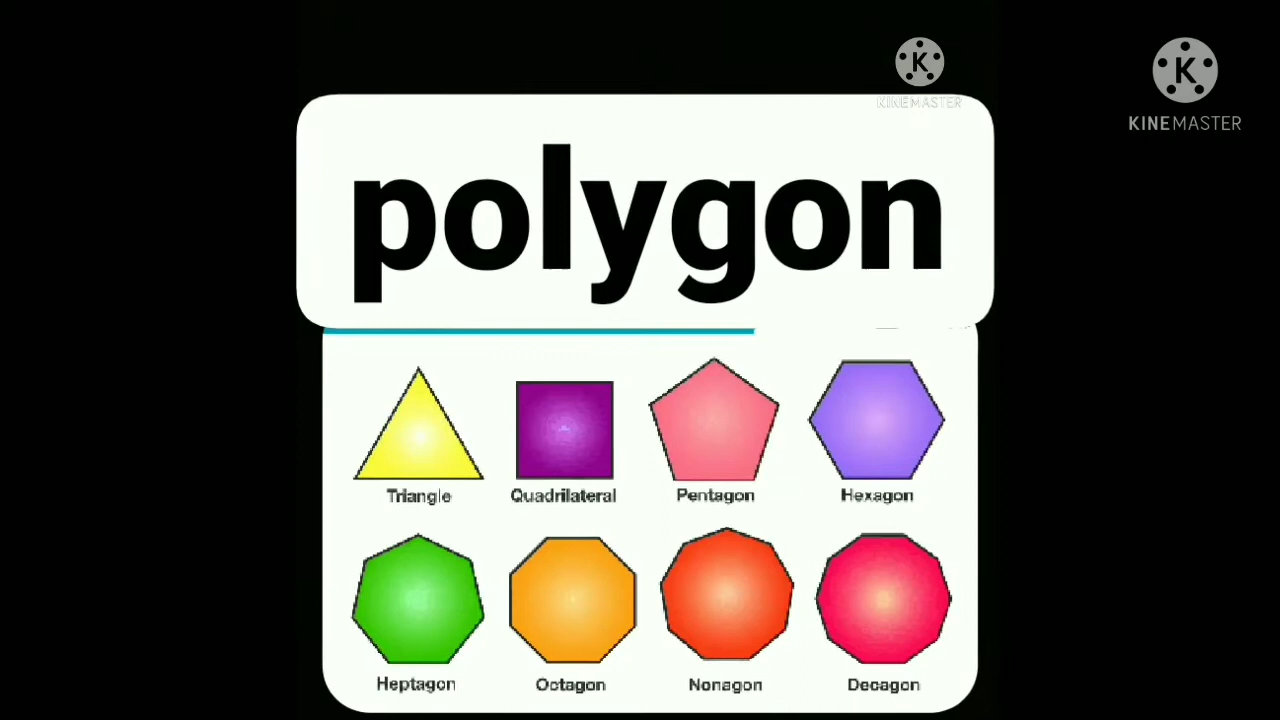 KINEMASTER
KINEMASTER
polygon
Triangle Quadrilateral Pentagon Hexagon
Heptagon Octagon Nonagon Decagon